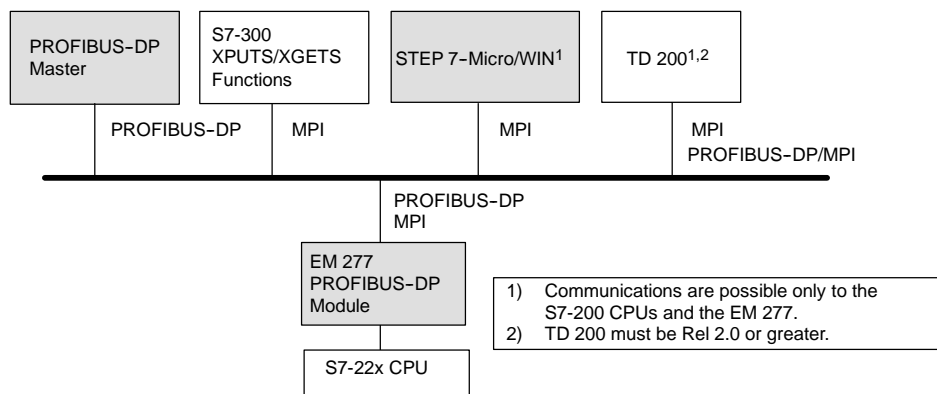 PROFIBUS-DP
Master
S7-300
XPUTS/XGETS
Functions
STEP 7-Micro/WIN1
TD 2001,2
PROFIBUS-DP
MPI
MPI
MPI
PROFIBUS-DP/MPI
PROFIBUS-DP
MPI
EM 277
PROFIBUS-DP
Module
S7-22x CPU
1) Communications are possible only to the
S7-200 CPUs and the EM 277.
2) TD 200 must be Rel 2.0 or greater.